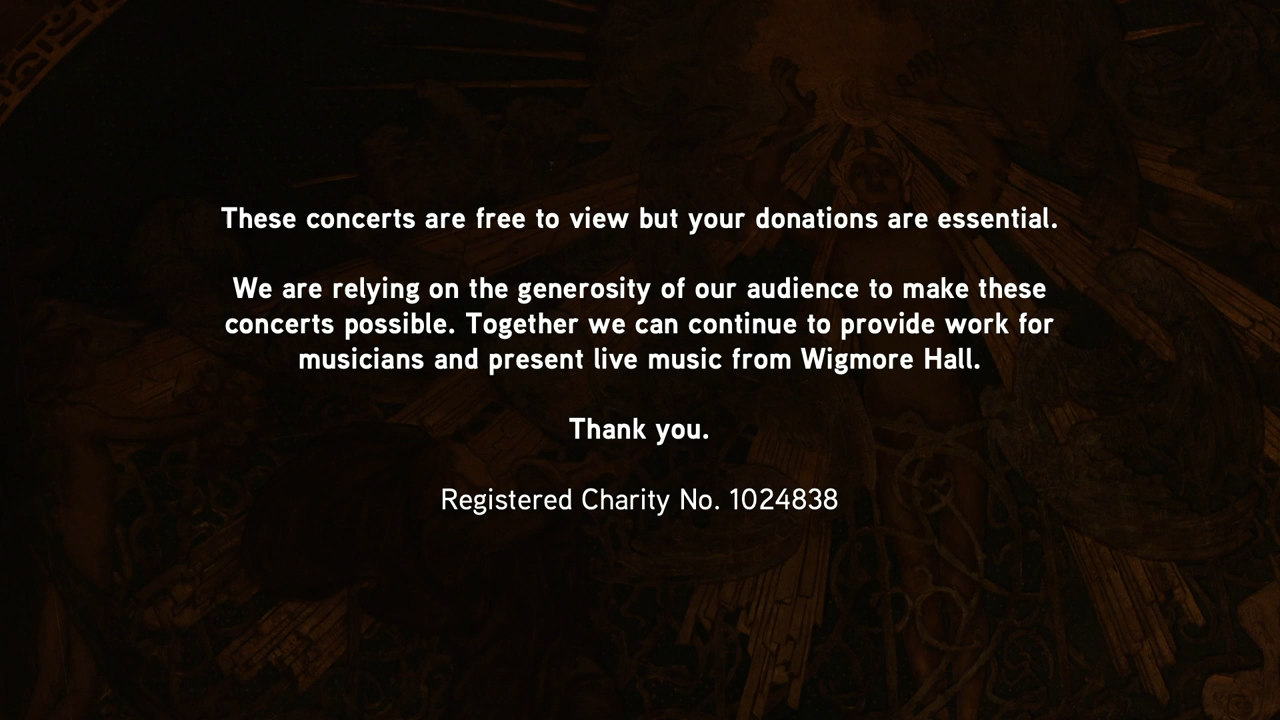 These concerts are free to view but your donations are essential.
We are relying on the generosity of our audience to make these
concerts possible. Together we can continue to provide work for
musicians and present live music from Wigmore Hall.
Thank you.
Registered Charity No. 1024838